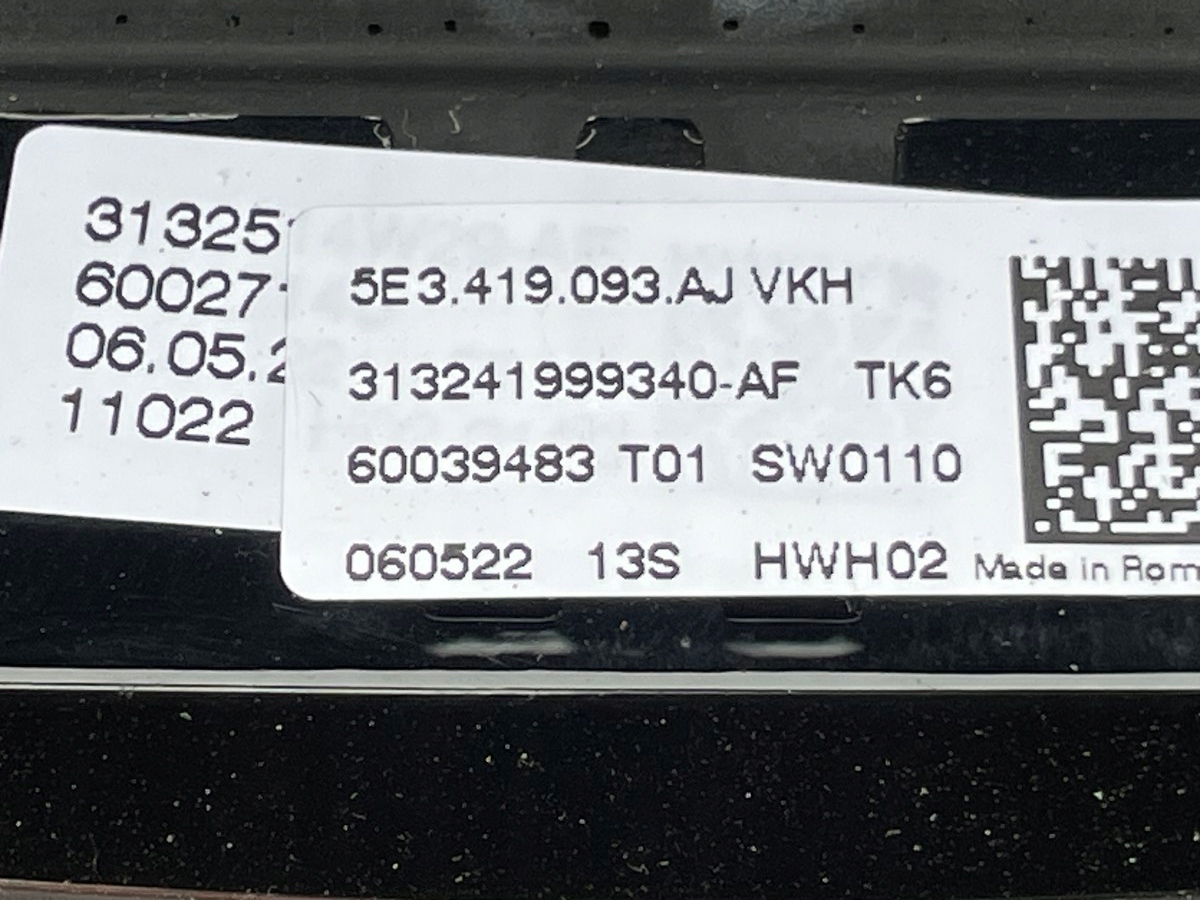 31325
60027
06.05.2
11022
5E3.419.093.AJ VKH
313241999340-AF TK6
60039483 T01 SW0110
060522 13S HWH02
Made in Rom